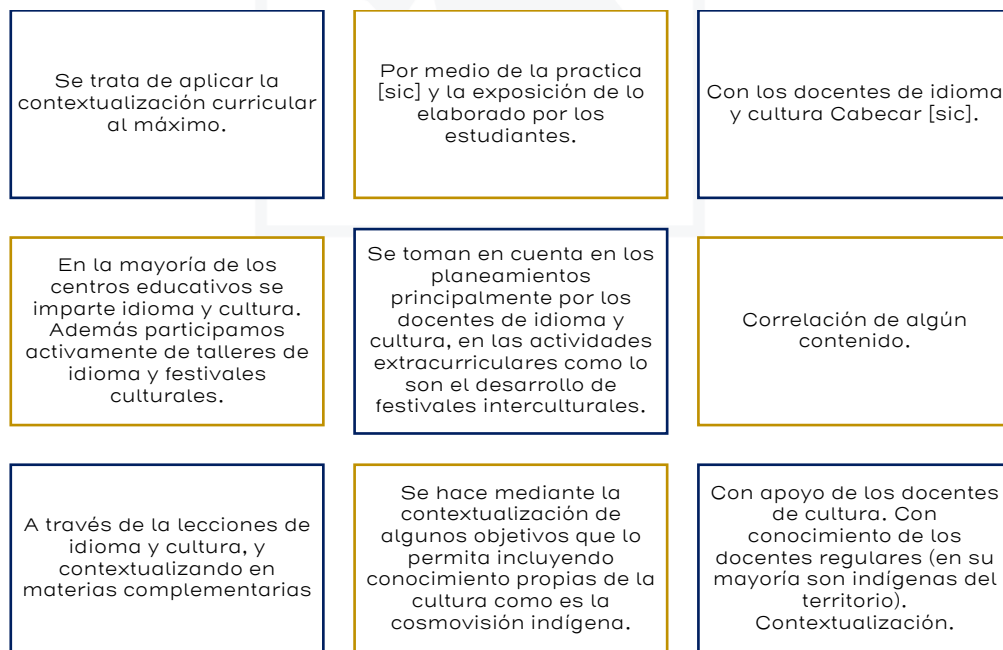 Se trata de aplicar la
contextualización curricular
al máximo.
Por medio de la practica
[sic] y la exposición de lo
elaborado por los
estudiantes.
Con los docentes de idioma
y cultura Cabecar [sic].
En la mayoría de los
centros educativos se
imparte idioma y cultura.
Además participamos
activamente de talleres de
idioma y festivales
culturales.
Se toman en cuenta en los
planeamientos
principalmente por los
docentes de idioma y
cultura, en las actividades
extracurriculares como lo
son el desarrollo de
festivales interculturales.
Correlación de algún
contenido.
A través de la lecciones de
idioma y cultura, y
contextualizando en
materias complementarias
Se hace mediante la
contextualización de
algunos objetivos que lo
permita incluyendo
conocimiento propias de la
cultura como es la
cosmovisión indígena.
Con apoyo de los docentes
de cultura. Con
conocimiento de los
docentes regulares (en su
mayoría son indígenas del
territorio).
Contextualización.